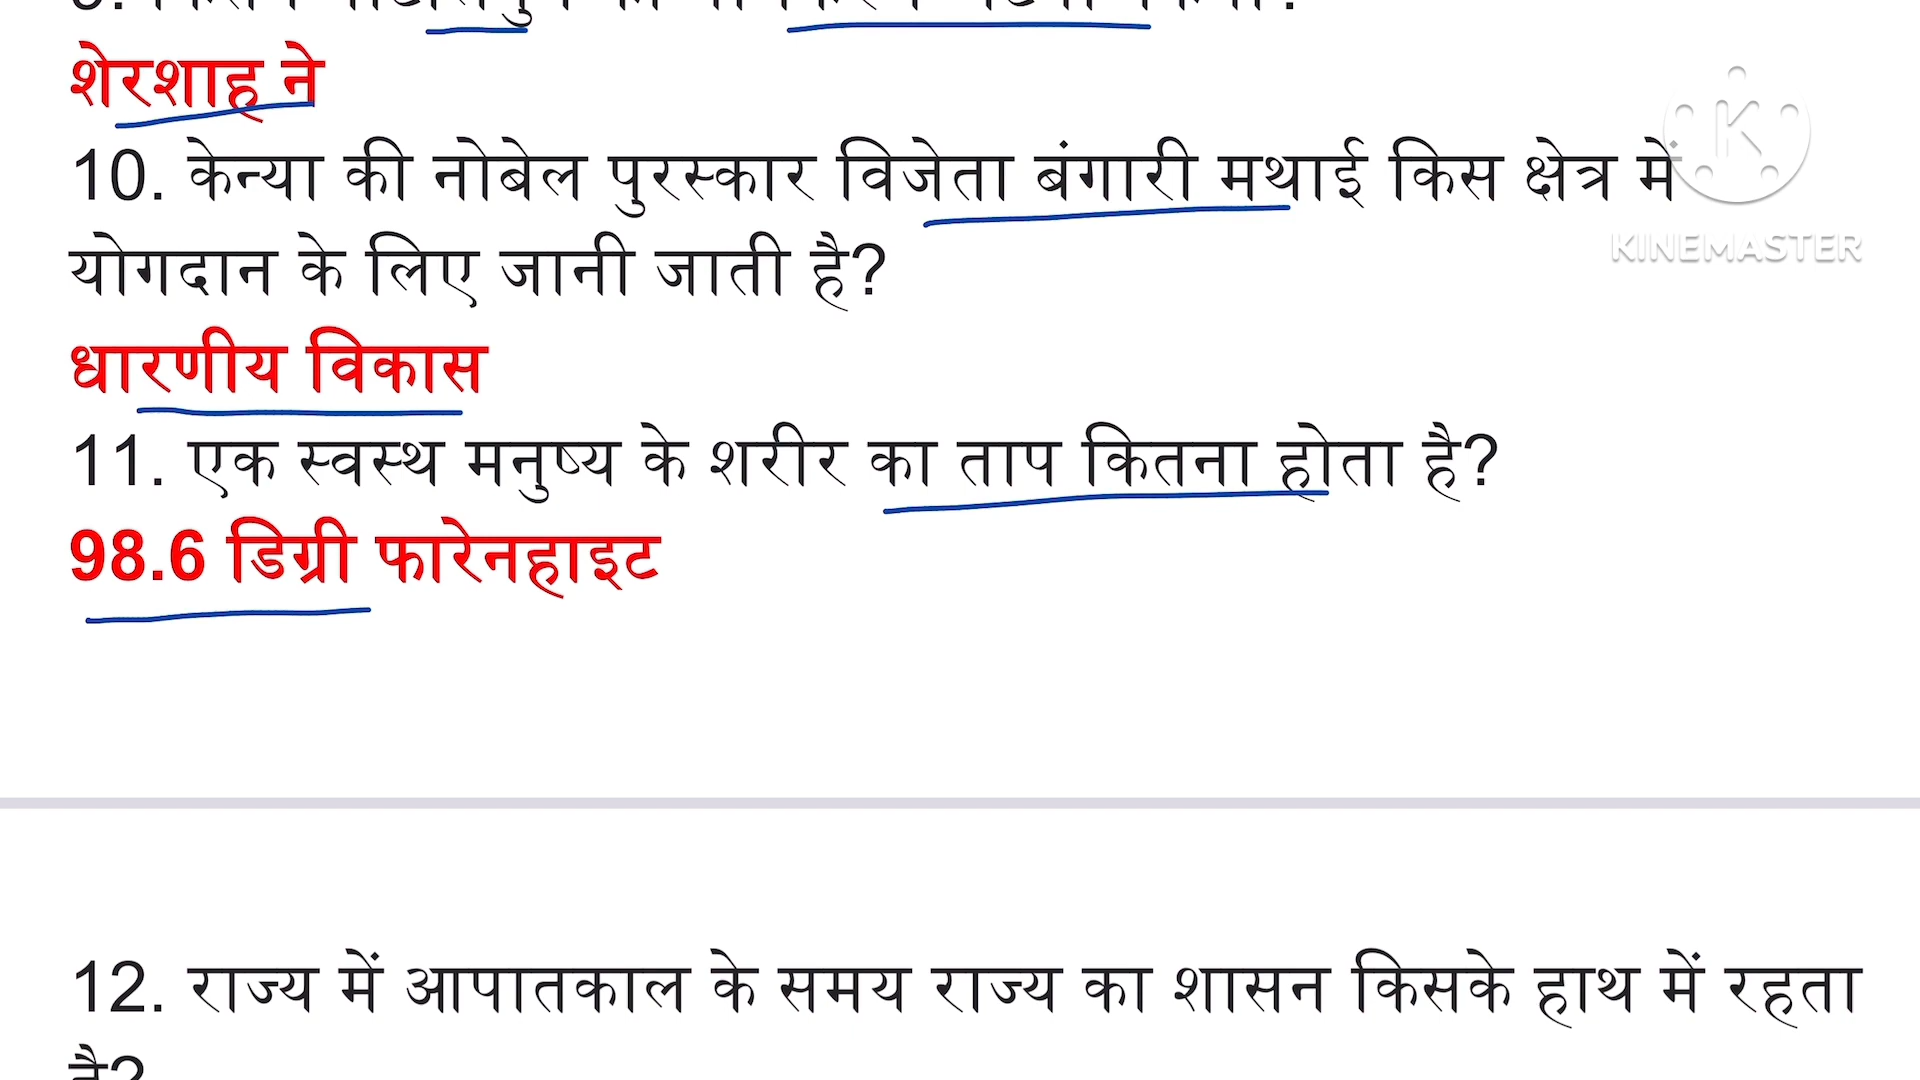 शेरशाह ने
10. केन्या की नोबेल पुरस्कार विजेता बंगारी मथाई किस क्षेत्र में
योगदान के लिए जानी जाती है?
KINEMASTER
धारणीय विकास
11. एक स्वस्थ मनुष्य के शरीर का ताप कितना होता है?
98.6 डिग्री फारेनहाइट
12. राज्य में आपातकाल के समय राज्य का शासन किसके हाथ में रहता
है?